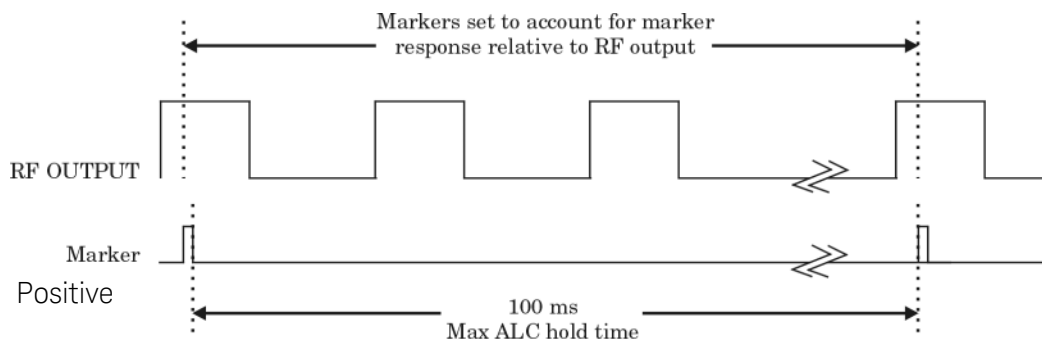 Markers set to account for marker
response relative to RF output
RF OUTPUT
Marker
Positive
100 ms
Max ALC hold time